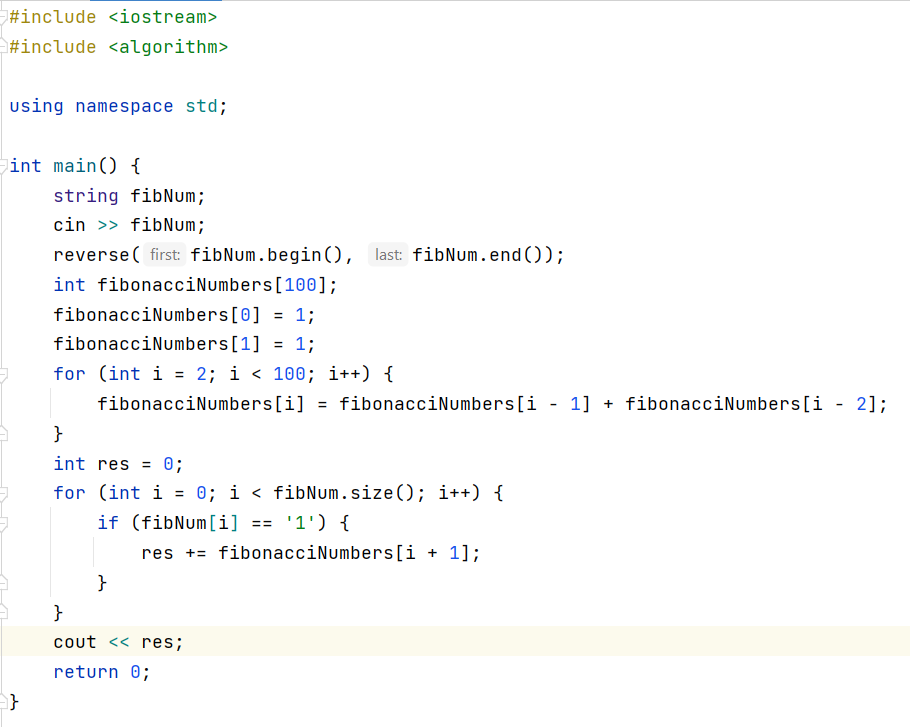 #include <iostream>
#include <algorithm>
using namespace std;
int main() {
string fibNum;
cin >> fibNum;
reverse( first: fibNum.begin(), last: fibNum.end());
int fibonacciNumbers[100];
fibonacciNumbers[0] = 1;
fibonacciNumbers[1] = 1;
for (int i = 2; i < 100; i++) {
fibonacciNumbers[i] = fibonacciNumbers[i - 1] + fibonacciNumbers[i - 2];
}
int res = 0;
for (int i = 0; i < fibNum.size(); i++) {
if (fibNum[i] == '1') {
res += fibonacciNumbers[i + 1];
}
}
cout << res;
return 0;
}